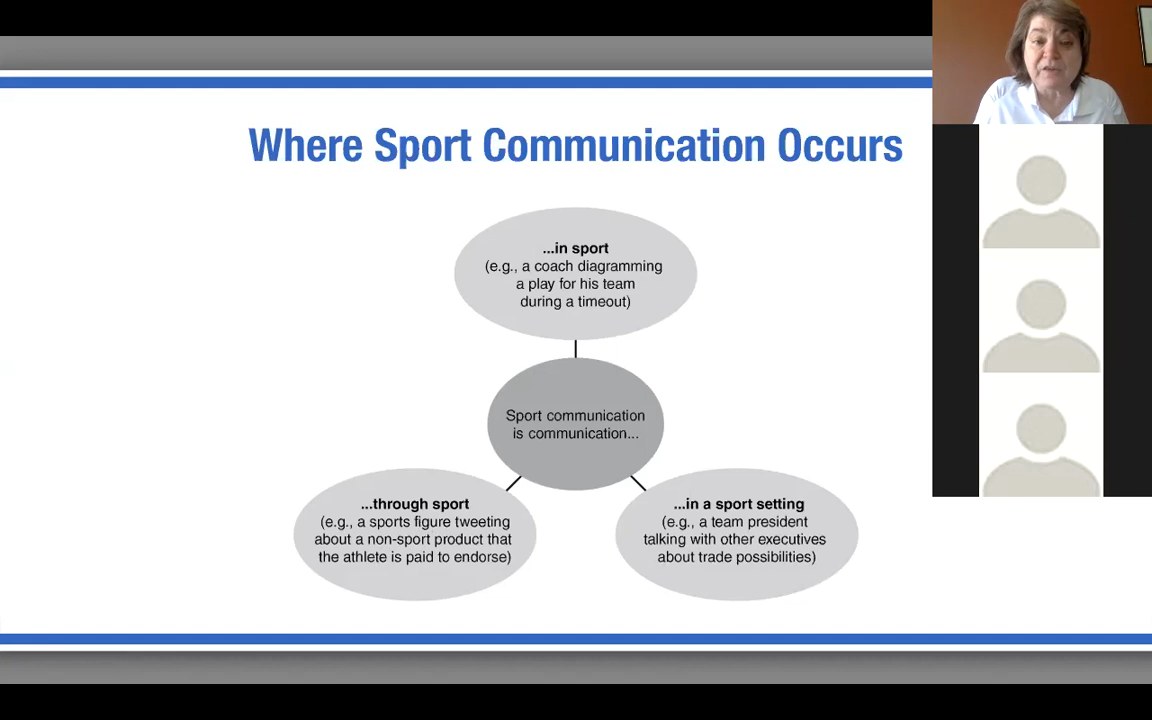 Where Sport Communication Occurs
...in sport
(e.g., a coach diagramming
a play for his team
during a timeout)
Sport communication
is communication...
...through sport
(e.g., a sports figure tweeting
about a non-sport product that
the athlete is paid to endorse)
...in a sport setting
(e.g., a team president
talking with other executives
about trade possibilities)